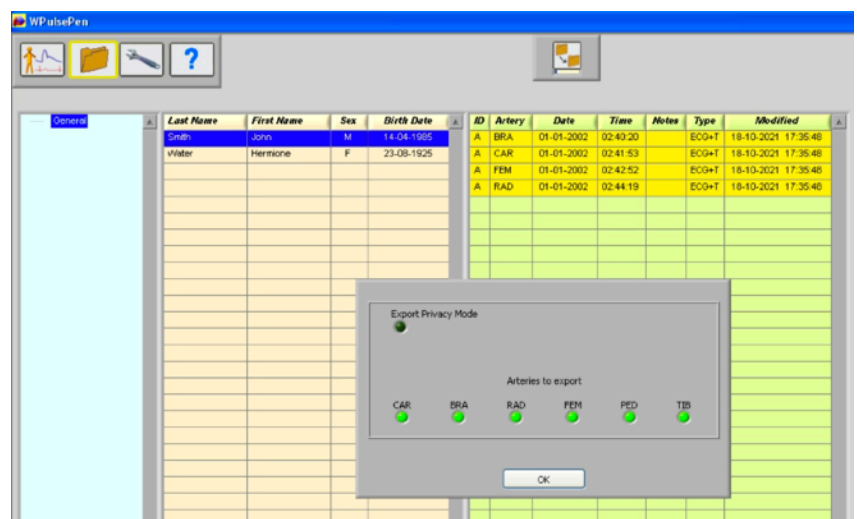 WPulsePen
?
General
Last Name First Name Sex Birth Date ID Artery Date Time Notes Type Modified
Smith John M 14-04-1985 A BRA 01-01-2002 02:40:20 ECG+T 18-10-2021 17:35:48
Water Hermione F 23-08-1925 A CAR 01-01-2002 02:41:53 ECG+T 18-10-2021 17:35:48
A FEM 01-01-2002 02:42:52 ECG+T 18-10-2021 17:35:48
A RAD 01-01-2002 02:44:19 ECG+T 18-10-2021 17:35:48
Export Privacy Mode
Arteries to export
CAR BRA RAD FEM PED TIB
OK